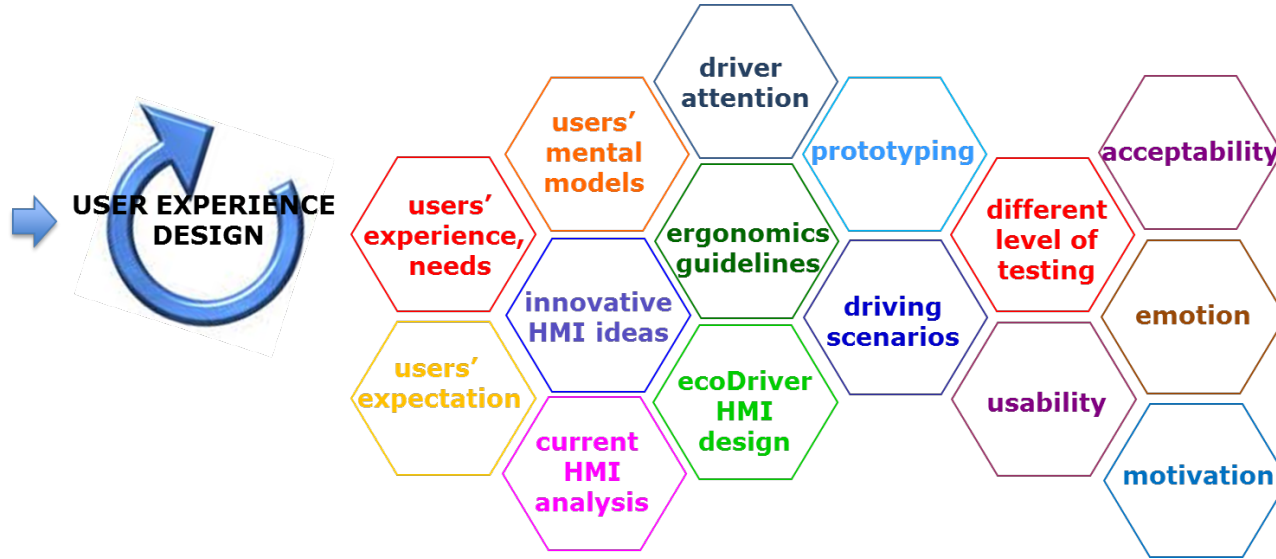 USER EXPERIENCE
DESIGN
users'
experience,
needs
users'
expectation
users'
mental
models
innovative
HMI ideas
current
HMI
analysis
driver
attention
ergonomics
guidelines
ecoDriver
HMI
design
prototyping
driving
scenarios
different
level of
testing
usability
acceptability
emotion
motivation